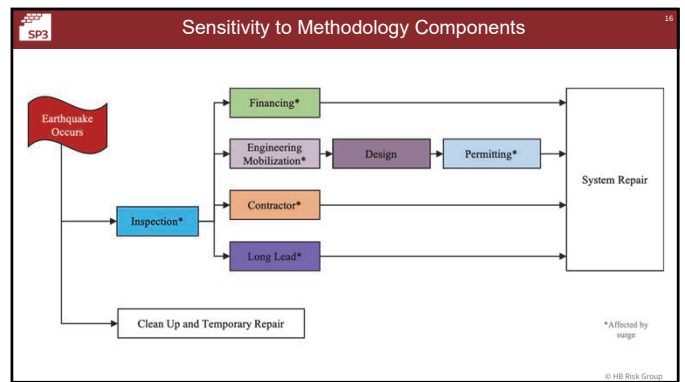 SP3
Sensitivity to Methodology Components
16
Earthquake
Occurs
Financing*
Engineering
Mobilization*
Design
Permitting*
System Repair
Inspection*
Contractor*
Long Lead*
Clean Up and Temporary Repair
*Affected by
surge
© HB Risk Group